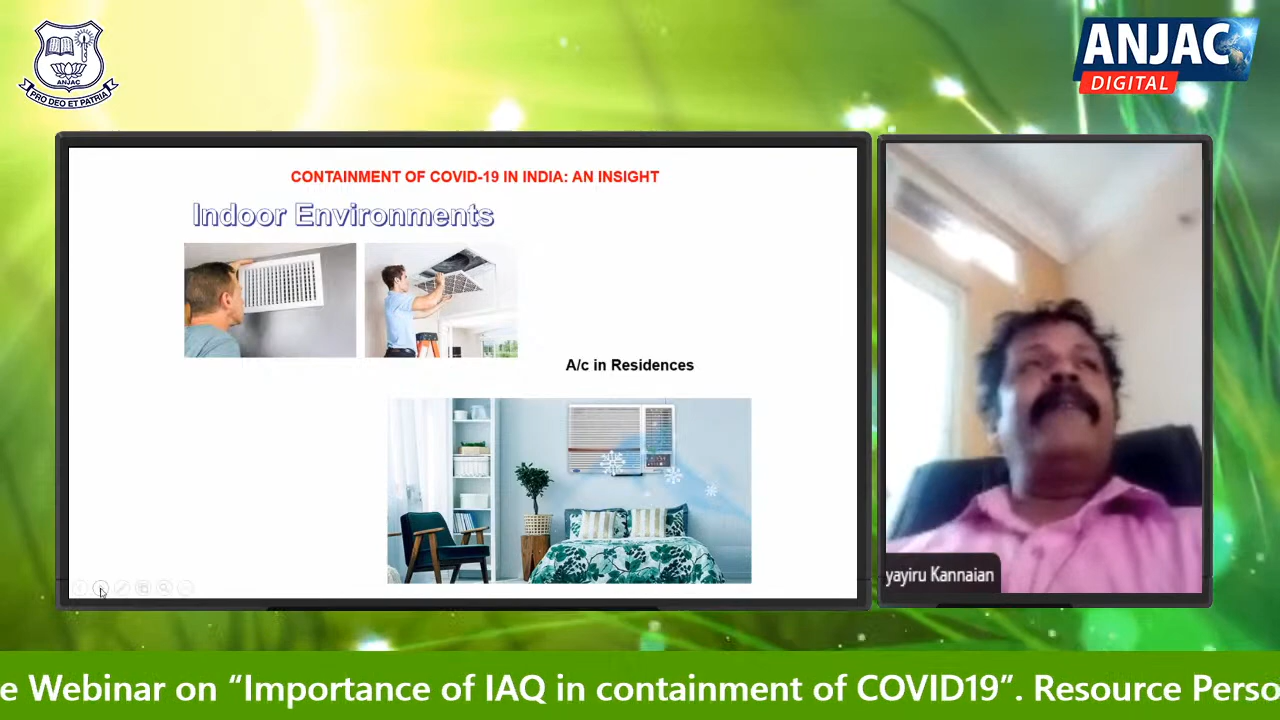 ANJAC
PRO DEO ET PATRIA
ANJAC
DIGITAL
CONTAINMENT OF COVID-19 IN INDIA: AN INSIGHT
Indoor Environments
A/c in Residences
yayiru Kannaian
e Webinar on “Importance of IAQ in containment of COVID19”. Resource Perso